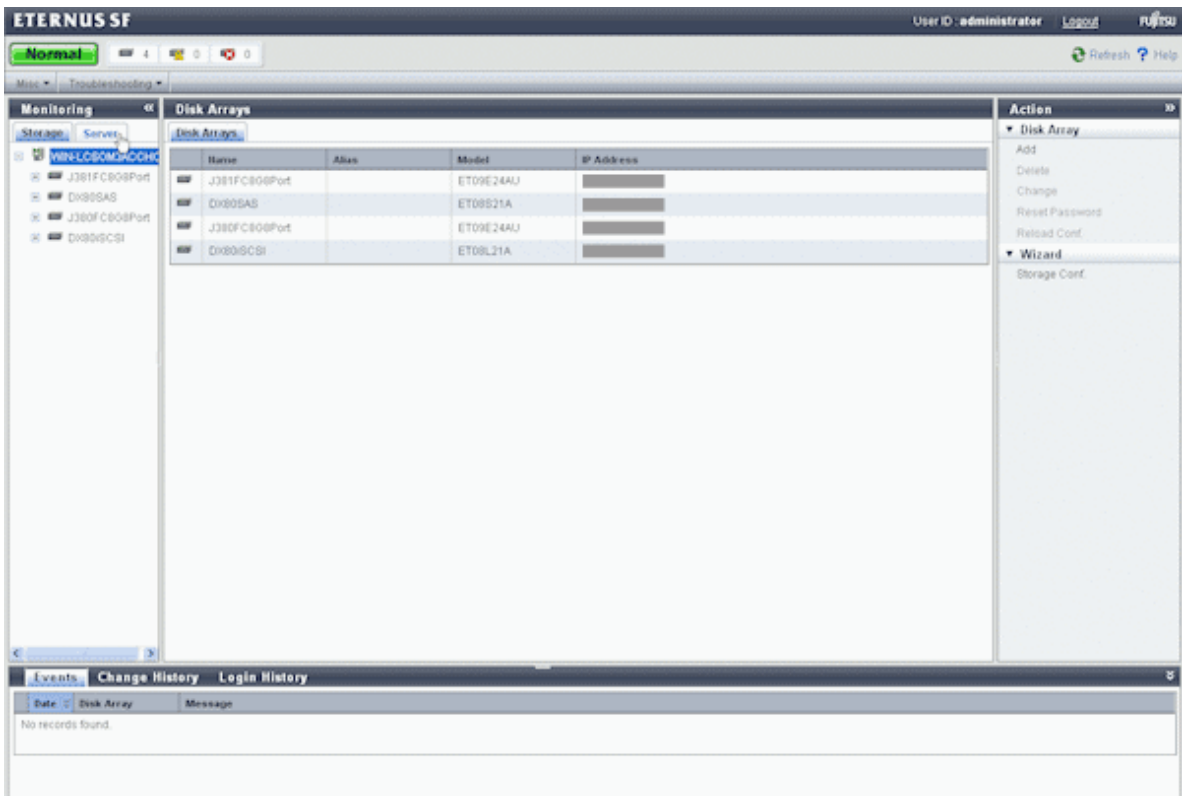 ETERNUS SF User ID : administrator Logout FUJITSU
Normal 4 0 0 Refresh ? Help
Misc Troubleshooting
Monitoring « Disk Arrays Action »
Storage Server Disk Arrays Disk Array
Name Alias Model IP Address Add
J381FC8G8Port ET09E24AU Delete
J381FC8G8Port DX80SAS ET08S21A Change
DX80SAS J380FC8G8Port ET09E24AU Reset Password
J380FC8G8Port Reload Conf.
DX80iSCSI DX80iSCSI ET08L21A Wizard
Storage Conf.
Events Change History Login History
Date Disk Array Message
No records found.